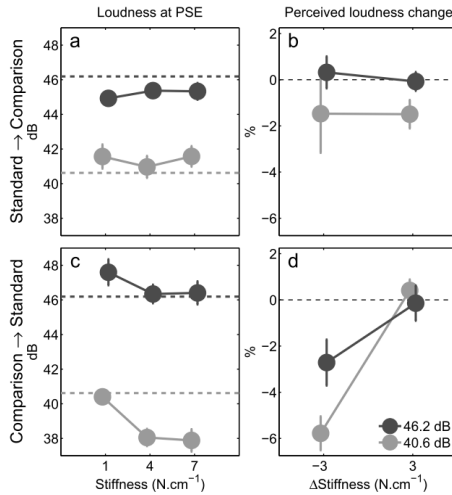 Loudness at PSE
Perceived loudness change
Standard → Comparison
dB
a
48
46
44
42
40
38
b
%
2
0
−2
−4
−6
Comparison → Standard
dB
c
48
46
44
42
40
38
1
4
7
Stiffness (N.cm⁻¹)
d
%
2
0
−2
−4
−6
46.2 dB
40.6 dB
−3
3
ΔStiffness (N.cm⁻¹)